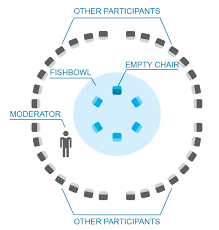 OTHER PARTICIPANTS
EMPTY CHAIR
FISHBOWL
MODERATOR
OTHER PARTICIPANTS